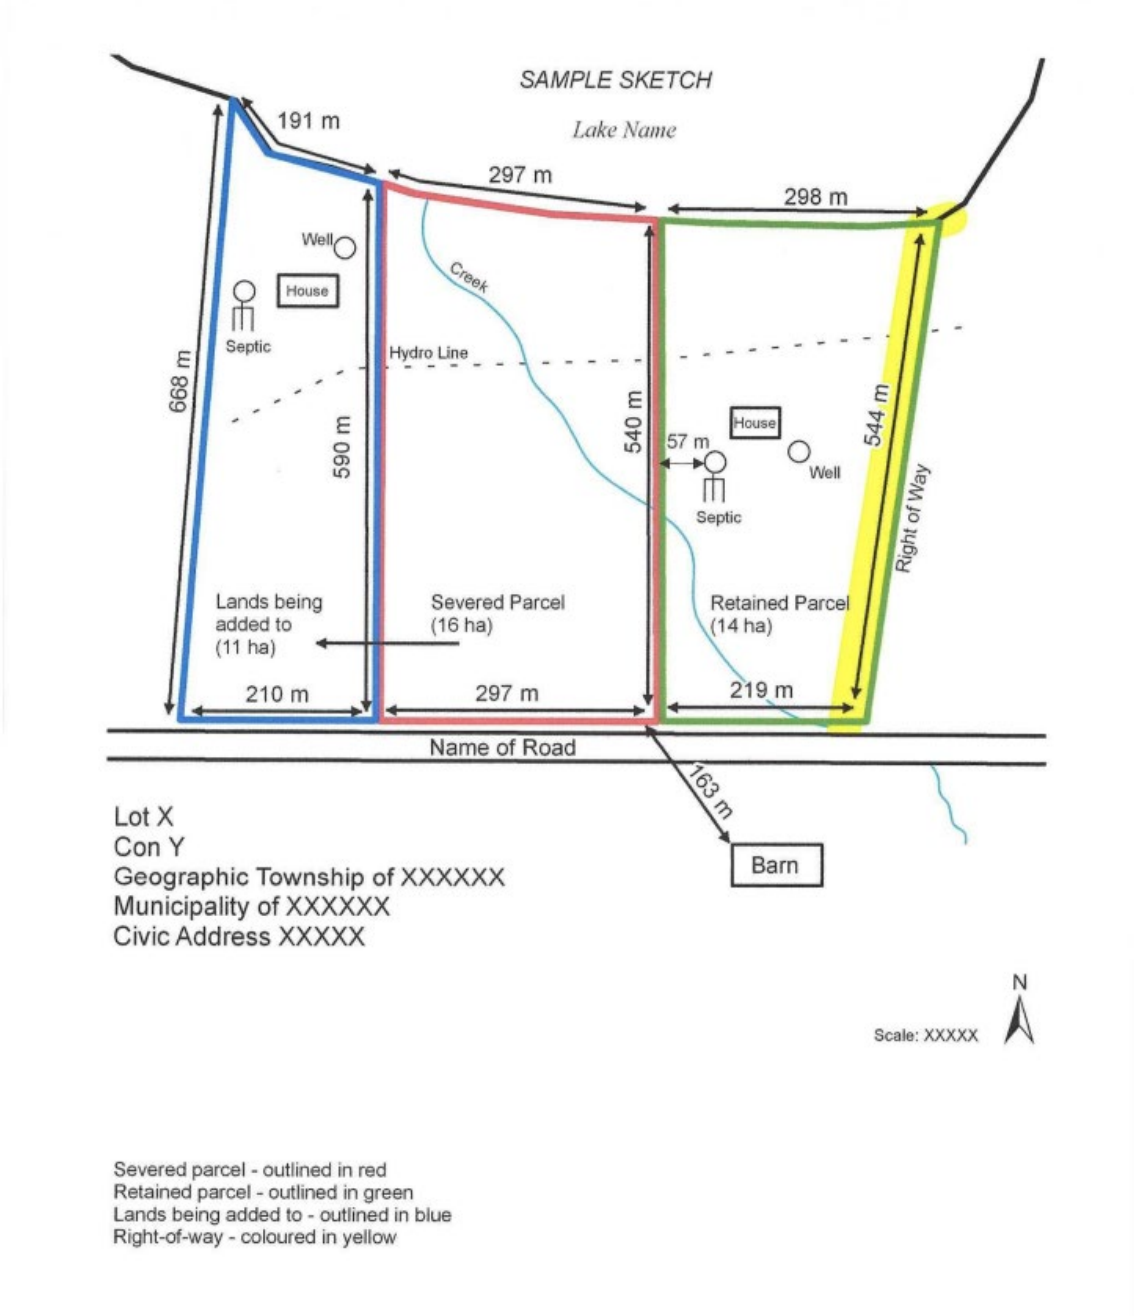 SAMPLE SKETCH
Lake Name
191 m
297 m
298 m
Well
House
Septic
Creek
Hydro Line
668 m
590 m
540 m
57 m
House
Well
Septic
544 m
Right of Way
Lands being
added to
(11 ha)
Severed Parcel
(16 ha)
Retained Parcel
(14 ha)
210 m
297 m
219 m
Name of Road
163 m
Barn
Lot X
Con Y
Geographic Township of XXXXXX
Municipality of XXXXXX
Civic Address XXXXX
N
Scale: XXXXX
Severed parcel - outlined in red
Retained parcel - outlined in green
Lands being added to - outlined in blue
Right-of-way - coloured in yellow